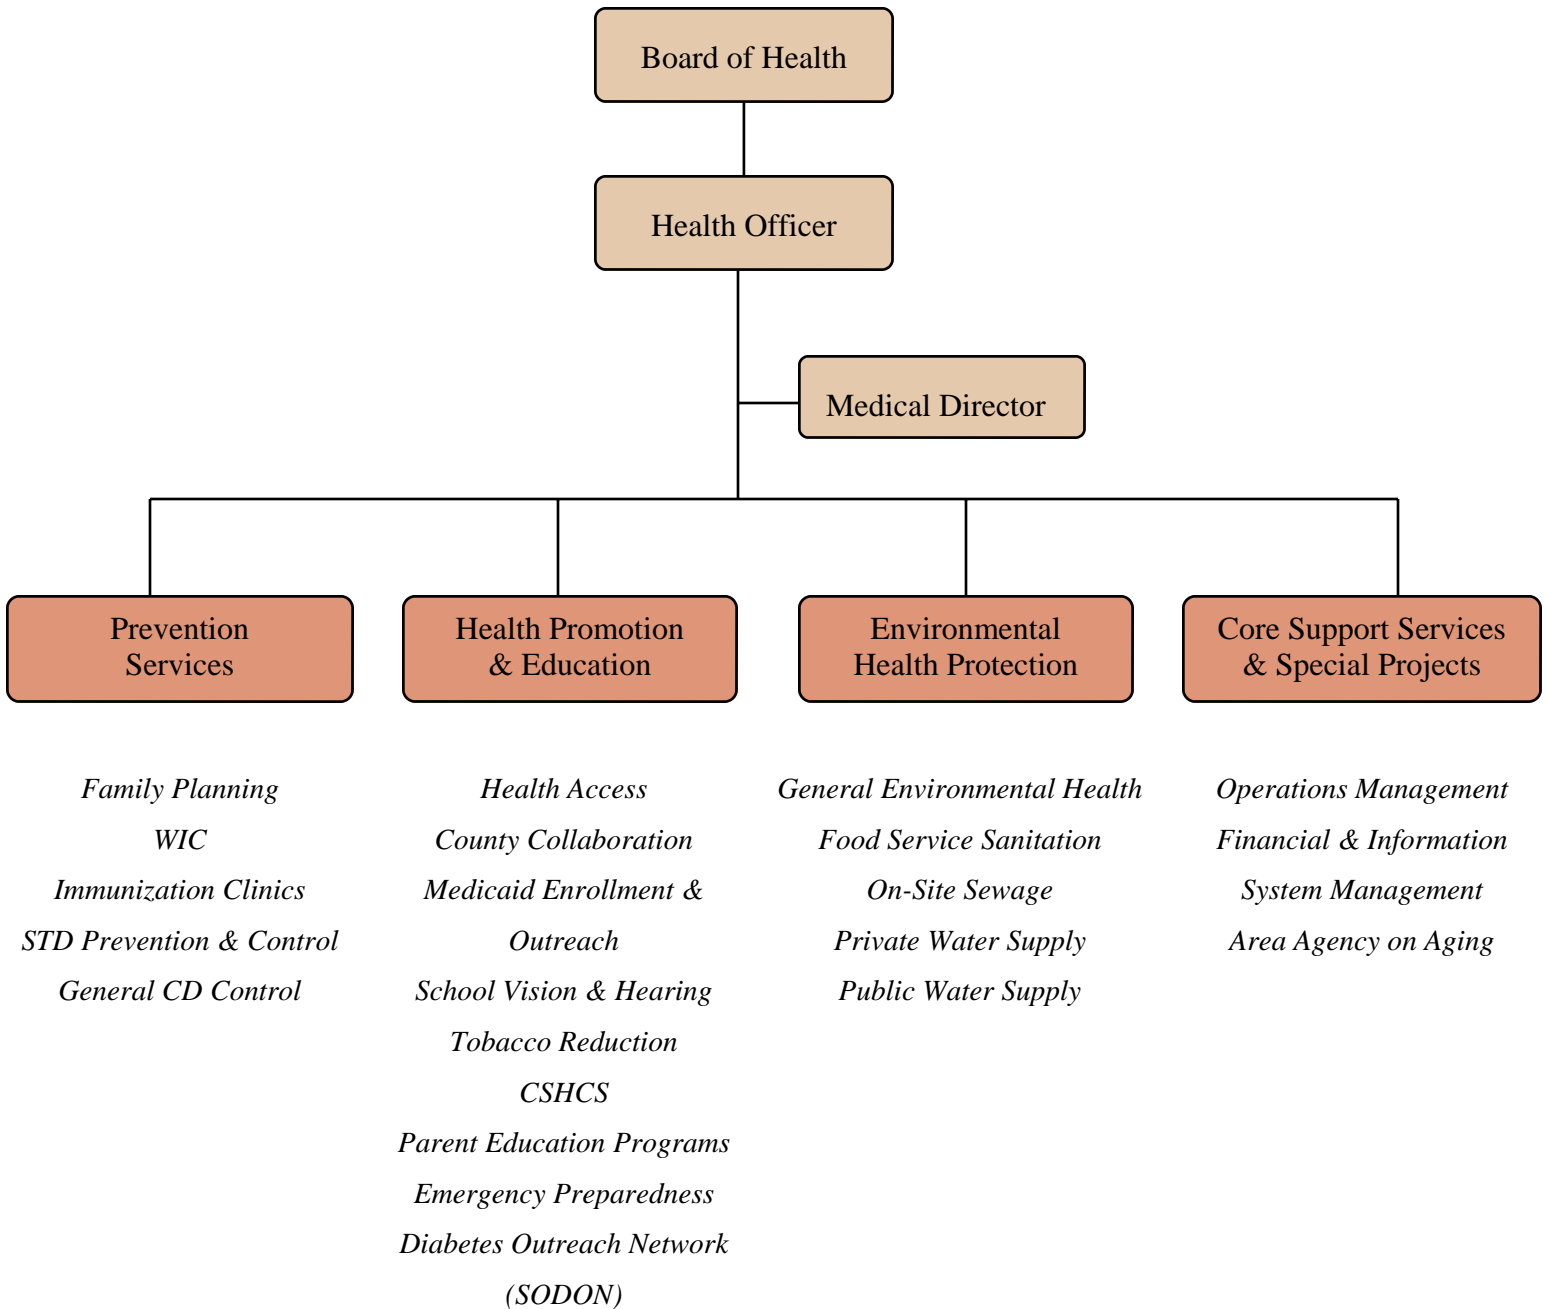 Board of Health
Health Officer
Medical Director
Prevention
Services
Health Promotion
& Education
Environmental
Health Protection
Core Support Services
& Special Projects
Family Planning
WIC
Immunization Clinics
STD Prevention & Control
General CD Control
Health Access
County Collaboration
Medicaid Enrollment &
Outreach
School Vision & Hearing
Tobacco Reduction
CSHCS
Parent Education Programs
Emergency Preparedness
Diabetes Outreach Network
(SODON)
General Environmental Health
Food Service Sanitation
On-Site Sewage
Private Water Supply
Public Water Supply
Operations Management
Financial & Information
System Management
Area Agency on Aging